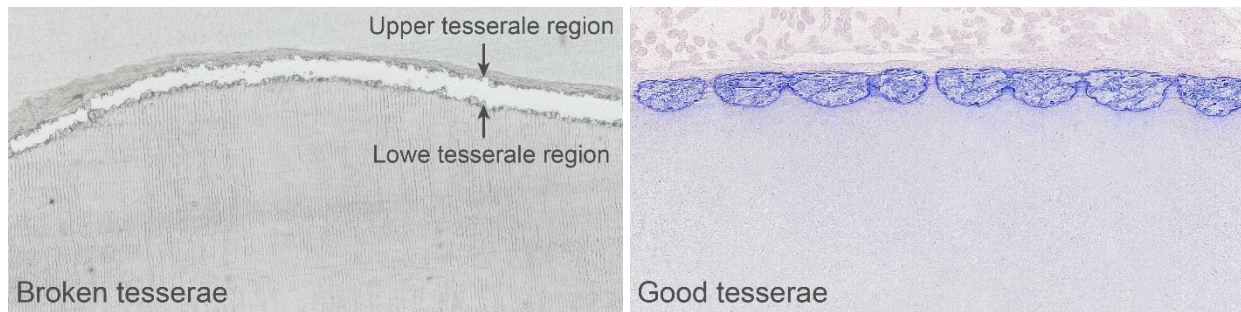 Upper tesserale region
Lowe tesserale region
Broken tesserae
Good tesserae